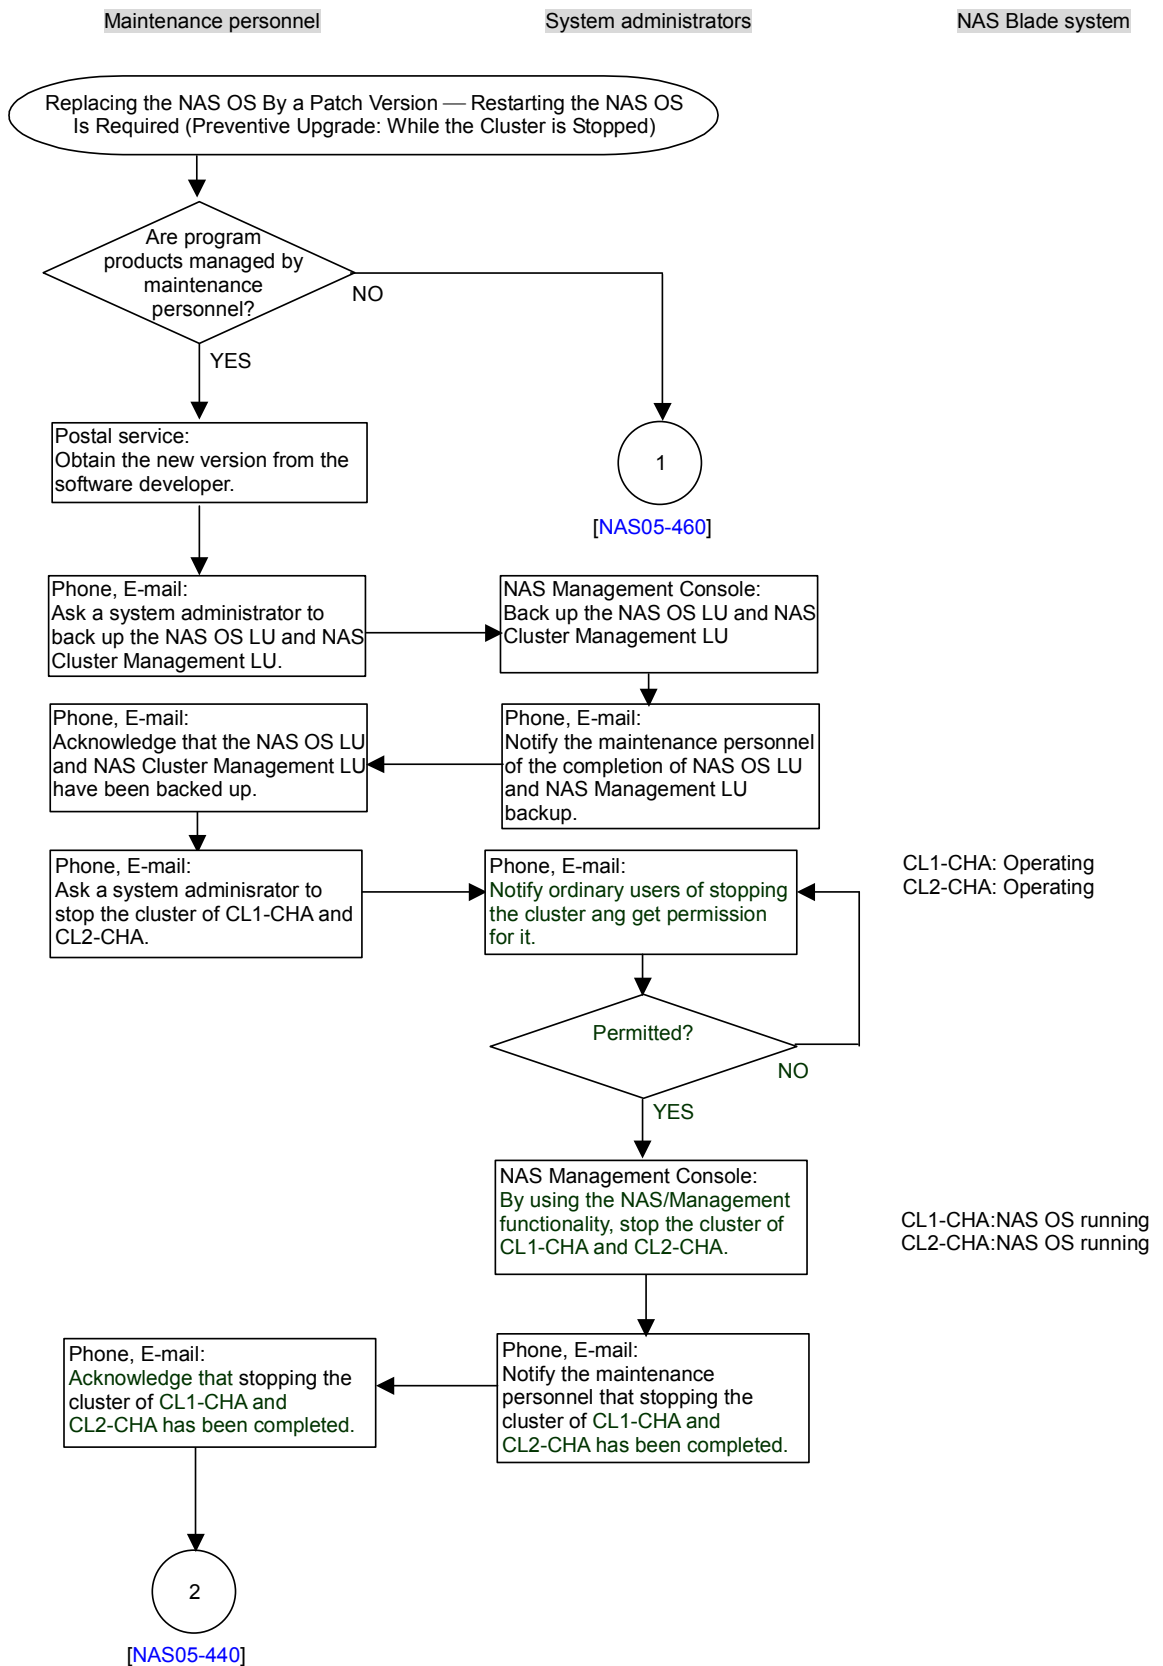 Maintenance personnel
System administrators
NAS Blade system
Replacing the NAS OS By a Patch Version — Restarting the NAS OS
Is Required (Preventive Upgrade: While the Cluster is Stopped)
Are program
products managed by
maintenance
personnel?
NO
YES
Postal service:
Obtain the new version from the
software developer.
1
[NAS05-460]
Phone, E-mail:
Ask a system administrator to
back up the NAS OS LU and NAS
Cluster Management LU.
NAS Management Console:
Back up the NAS OS LU and NAS
Cluster Management LU
Phone, E-mail:
Acknowledge that the NAS OS LU
and NAS Cluster Management LU
have been backed up.
Phone, E-mail:
Notify the maintenance personnel
of the completion of NAS OS LU
and NAS Management LU
backup.
Phone, E-mail:
Ask a system adminisrator to
stop the cluster of CL1-CHA and
CL2-CHA.
Phone, E-mail:
Notify ordinary users of stopping
the cluster ang get permission
for it.
CL1-CHA: Operating
CL2-CHA: Operating
Permitted?
NO
YES
NAS Management Console:
By using the NAS/Management
functionality, stop the cluster of
CL1-CHA and CL2-CHA.
CL1-CHA:NAS OS running
CL2-CHA:NAS OS running
Phone, E-mail:
Acknowledge that stopping the
cluster of CL1-CHA and
CL2-CHA has been completed.
Phone, E-mail:
Notify the maintenance
personnel that stopping the
cluster of CL1-CHA and
CL2-CHA has been completed.
2
[NAS05-440]